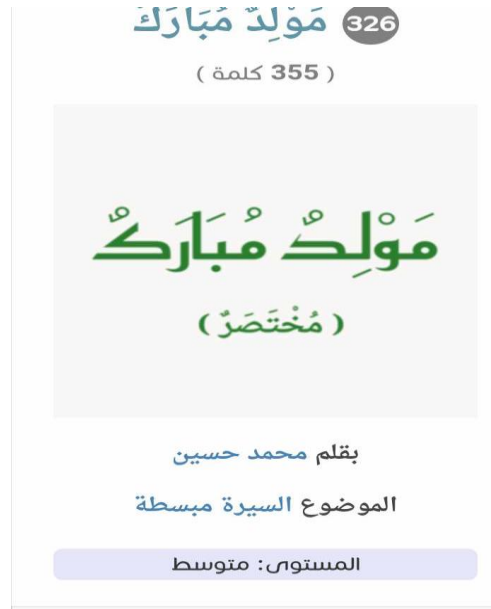 326 مَوْلِدٌ مُبَارَكٌ
( 355 كلمة )
مَوْلِدٌ مُبَارَكٌ
( مُخْتَصَرٌ )
بقلم محمد حسين
الموضوع السيرة مبسطة
المستوى: متوسط